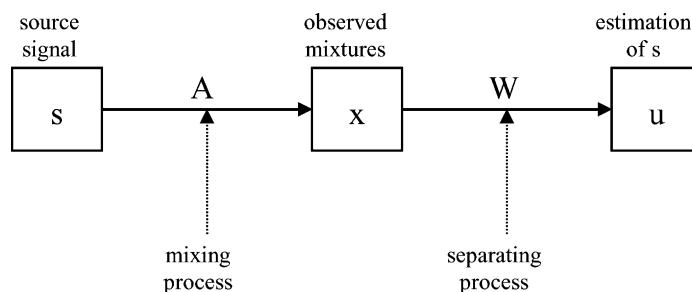 source
signal
observed
mixtures
estimation
of s
s
A
x
W
u
mixing
process
separating
process